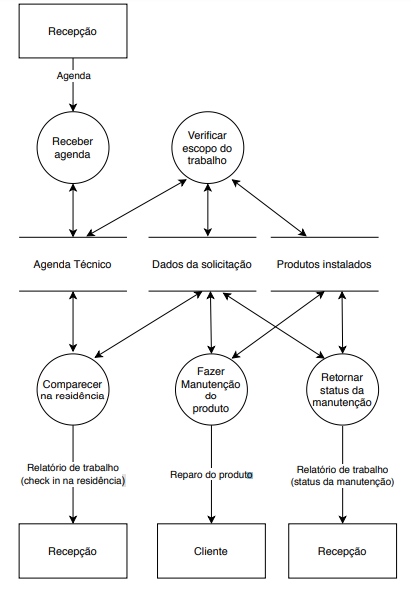 Recepção
Agenda
Receber
agenda
Verificar
escopo do
trabalho
Agenda Técnico
Dados da solicitação
Produtos instalados
Comparecer
na residência
Fazer
Manutenção
do
produto
Retornar
status da
manutenção
Relatório de trabalho
(check in na residência)
Reparo do produto
Relatório de trabalho
(status da manutenção)
Recepção
Cliente
Recepção